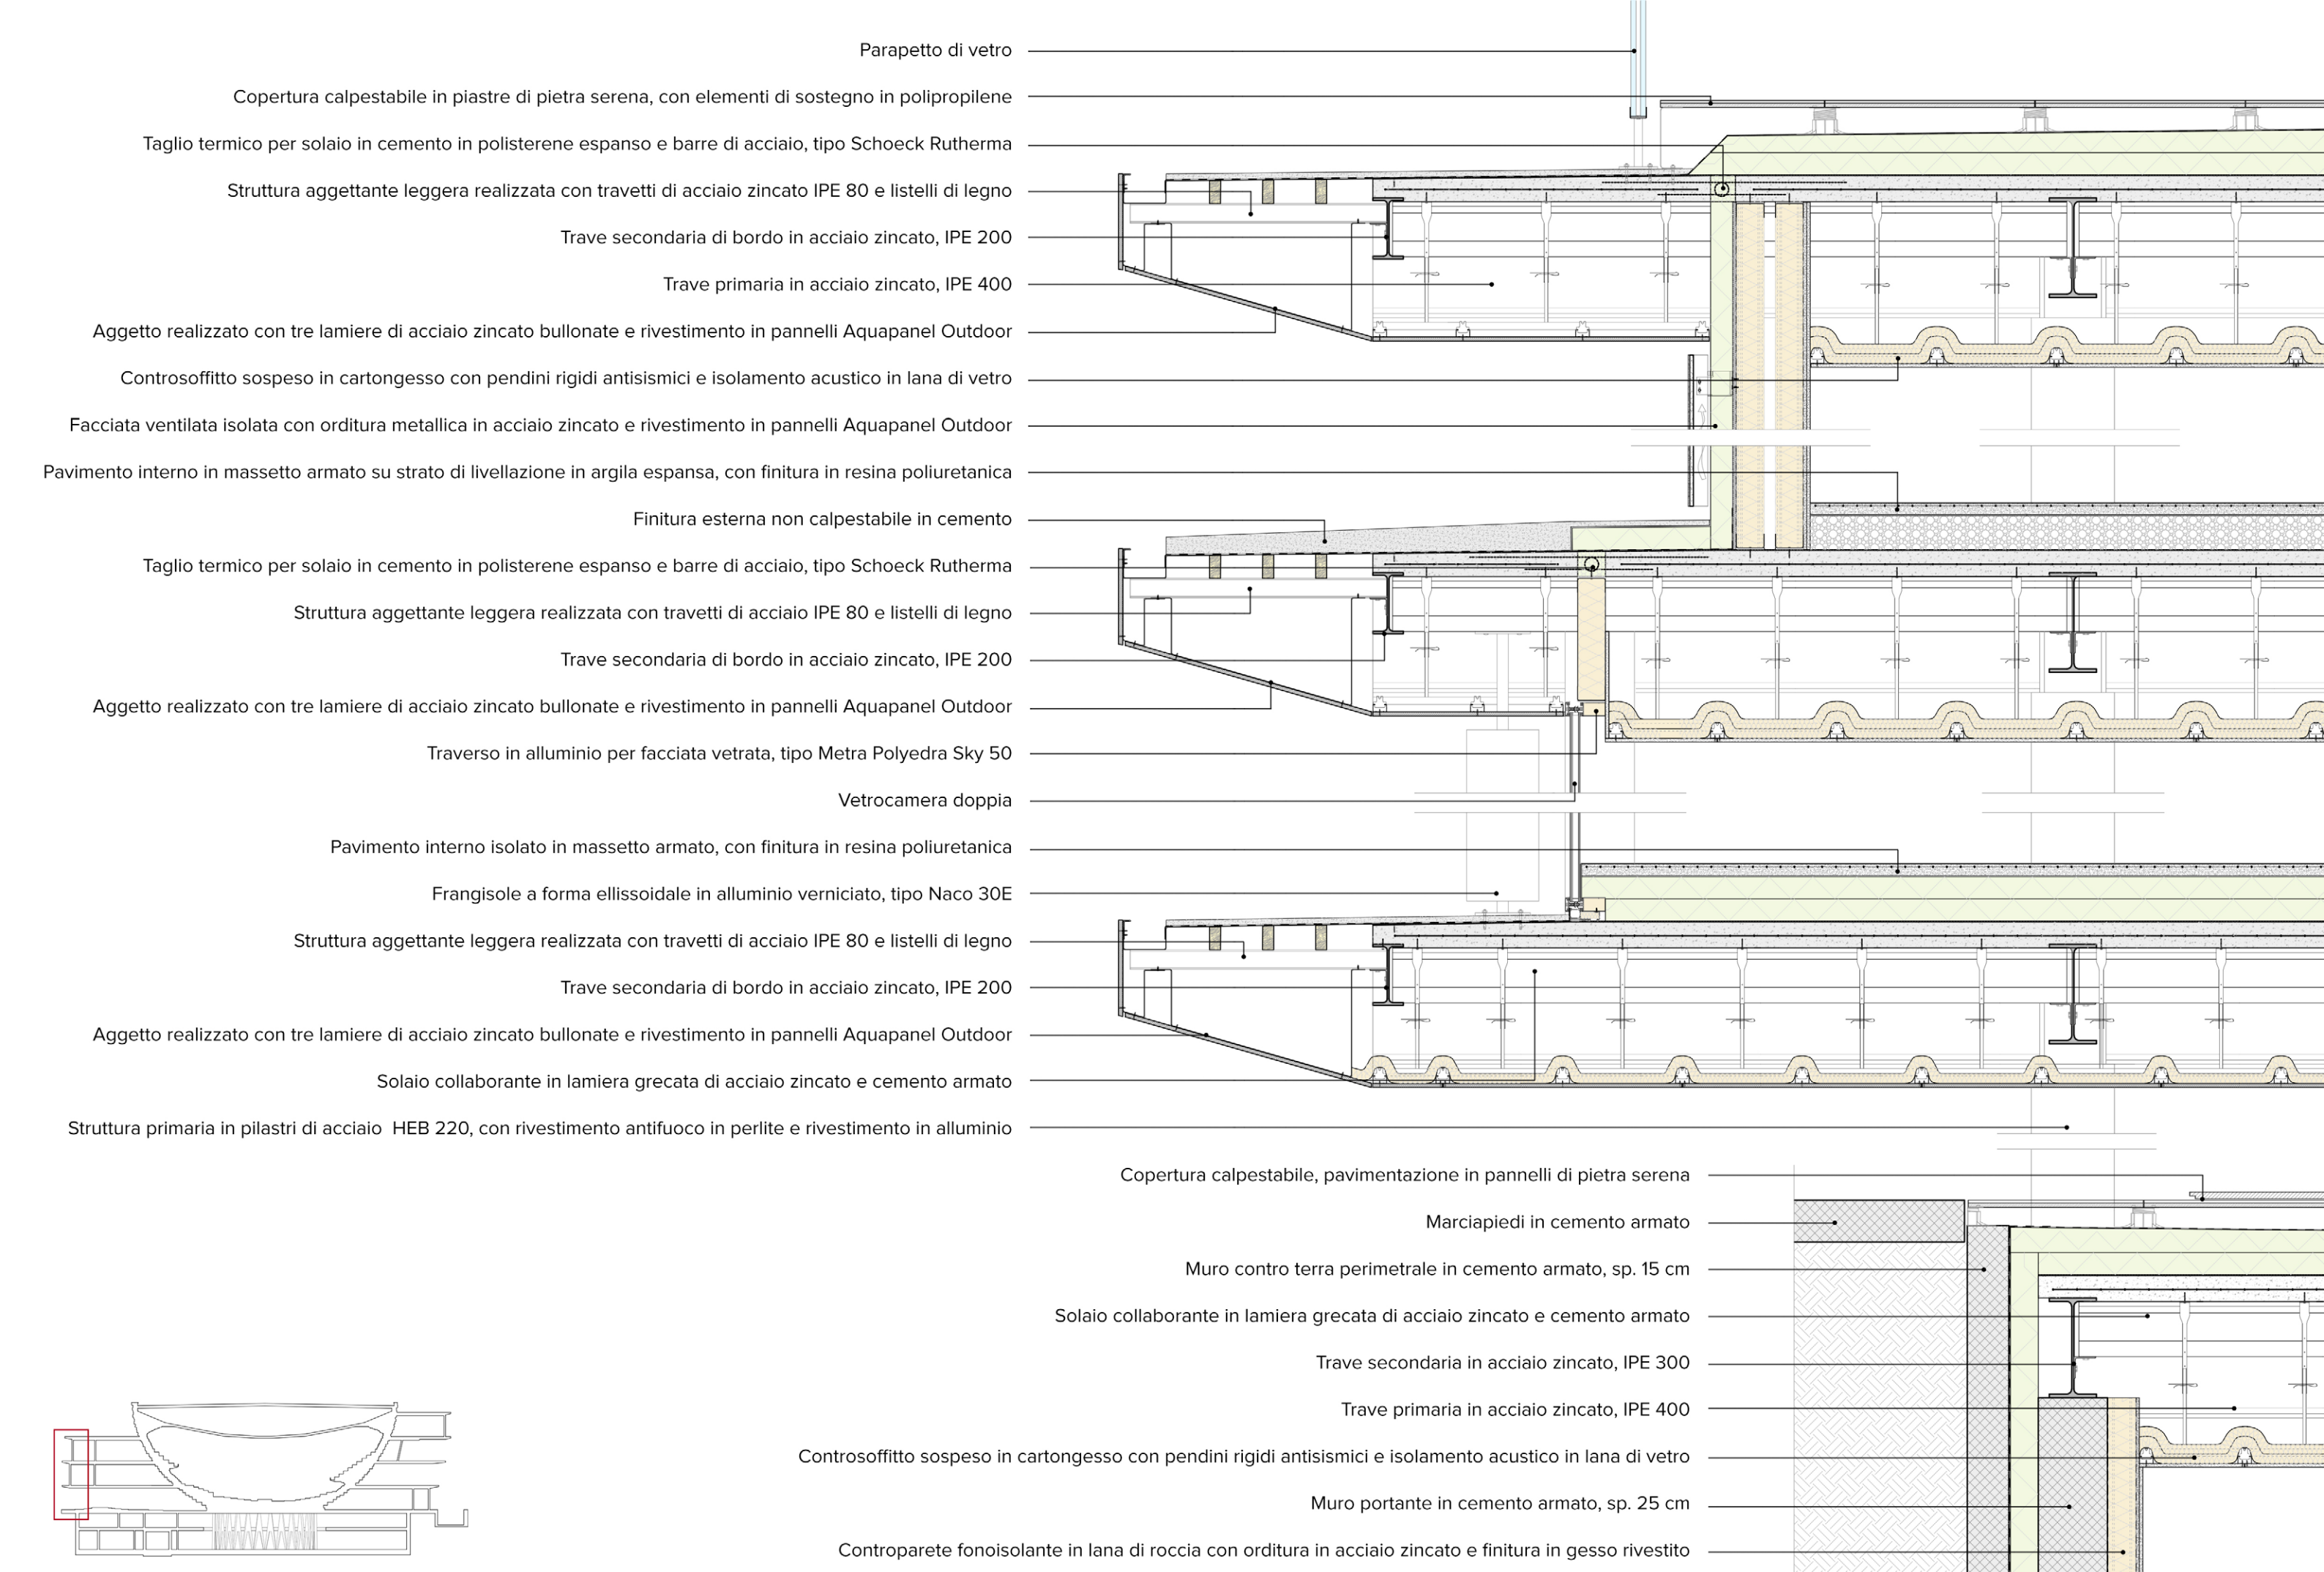 Parapetto di vetro
Copertura calpestabile in piastre di pietra serena, con elementi di sostegno in polipropilene
Taglio termico per solaio in cemento in polisterene espanso e barre di acciaio, tipo Schoeck Rutherma
Struttura aggettante leggera realizzata con travetti di acciaio zincato IPE 80 e listelli di legno
Trave secondaria di bordo in acciaio zincato, IPE 200
Trave primaria in acciaio zincato, IPE 400
Aggetto realizzato con tre lamiere di acciaio zincato bullonate e rivestimento in pannelli Aquapanel Outdoor
Controsoffitto sospeso in cartongesso con pendini rigidi antisismici e isolamento acustico in lana di vetro
Facciata ventilata isolata con orditura metallica in acciaio zincato e rivestimento in pannelli Aquapanel Outdoor
Pavimento interno in massetto armato su strato di livellazione in argila espansa, con finitura in resina poliuretanica
Finitura esterna non calpestabile in cemento
Taglio termico per solaio in cemento in polisterene espanso e barre di acciaio, tipo Schoeck Rutherma
Struttura aggettante leggera realizzata con travetti di acciaio IPE 80 e listelli di legno
Trave secondaria di bordo in acciaio zincato, IPE 200
Aggetto realizzato con tre lamiere di acciaio zincato bullonate e rivestimento in pannelli Aquapanel Outdoor
Traverso in alluminio per facciata vetrata, tipo Metra Polyedra Sky 50
Vetrocamera doppia
Pavimento interno isolato in massetto armato, con finitura in resina poliuretanica
Frangisole a forma ellissoidale in alluminio verniciato, tipo Naco 30E
Struttura aggettante leggera realizzata con travetti di acciaio IPE 80 e listelli di legno
Trave secondaria di bordo in acciaio zincato, IPE 200
Aggetto realizzato con tre lamiere di acciaio zincato bullonate e rivestimento in pannelli Aquapanel Outdoor
Solaio collaborante in lamiera grecata di acciaio zincato e cemento armato
Struttura primaria in pilastri di acciaio  HEB 220, con rivestimento antifuoco in perlite e rivestimento in alluminio
Copertura calpestabile, pavimentazione in pannelli di pietra serena
Marciapiedi in cemento armato
Muro contro terra perimetrale in cemento armato, sp. 15 cm
Solaio collaborante in lamiera grecata di acciaio zincato e cemento armato
Trave secondaria in acciaio zincato, IPE 300
Trave primaria in acciaio zincato, IPE 400
Controsoffitto sospeso in cartongesso con pendini rigidi antisismici e isolamento acustico in lana di vetro
Muro portante in cemento armato, sp. 25 cm
Controparete fonoisolante in lana di roccia con orditura in acciaio zincato e finitura in gesso rivestito